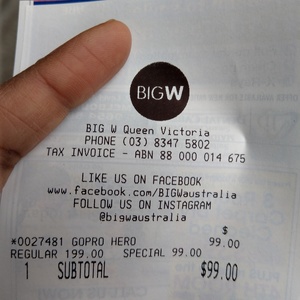 BIG W
BIG W Queen Victoria
PHONE (03) 8347 5802
TAX INVOICE - ABN 88 000 014 675
LIKE US ON FACEBOOK
www.facebook.com/BIGWaustralia
FOLLOW US ON INSTAGRAM
@bigwaustralia
$
*0027481 GOPRO HERO 99.00
REGULAR 199.00 SPECIAL 99.00
1 SUBTOTAL $99.00